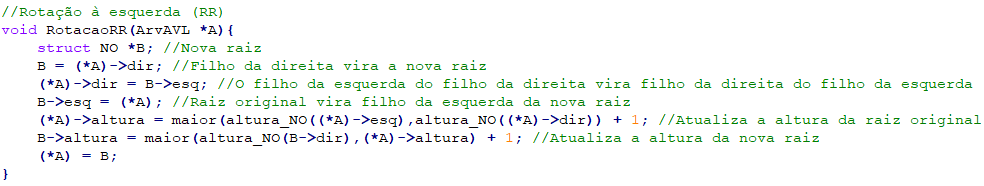 //Rotação à esquerda (RR)
void RotacaoRR(ArvAVL *A){
    struct NO *B; //Nova raiz
    B = (*A)->dir; //Filho da direita vira a nova raiz
    (*A)->dir = B->esq; //O filho da esquerda do filho da direita vira filho da direita do filho da esquerda
    B->esq = (*A); //Raiz original vira filho da esquerda da nova raiz
    (*A)->altura = maior(altura_NO((*A)->esq),altura_NO((*A)->dir)) + 1; //Atualiza a altura da raiz original
    B->altura = maior(altura_NO(B->dir),(*A)->altura) + 1; //Atualiza a altura da nova raiz
    (*A) = B;
}